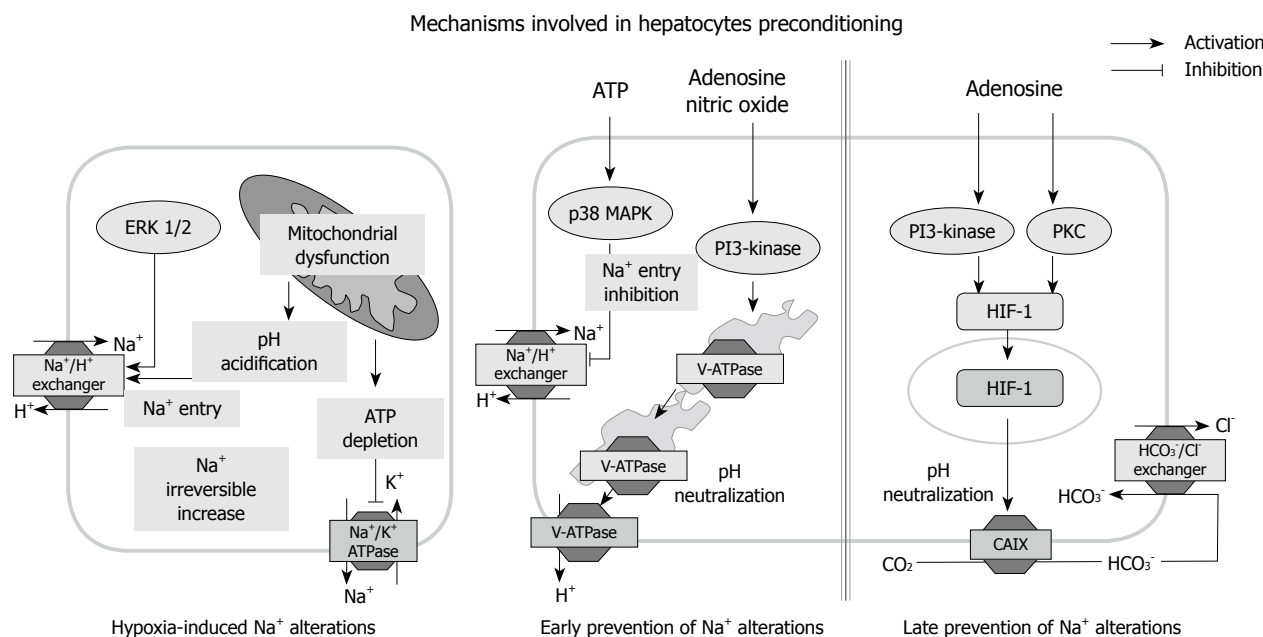 Mechanisms involved in hepatocytes preconditioning
Activation
Inhibition
ERK 1/2
Mitochondrial
dysfunction
pH
acidification
Na⁺
Na⁺/H⁺
exchanger
H⁺
Na⁺ entry
ATP
depletion
Na⁺
irreversible
increase
K⁺
Na⁺/K⁺
ATPase
Na⁺
Hypoxia-induced Na⁺ alterations
ATP
Adenosine
nitric oxide
p38 MAPK
PI3-kinase
Na⁺ entry
inhibition
Na⁺
Na⁺/H⁺
exchanger
H⁺
V-ATPase
V-ATPase
pH
neutralization
V-ATPase
H⁺
Early prevention of Na⁺ alterations
Adenosine
PI3-kinase
PKC
HIF-1
HIF-1
Cl⁻
HCO₃⁻/Cl⁻
exchanger
pH
neutralization
HCO₃⁻
CAIX
CO₂
HCO₃⁻
Late prevention of Na⁺ alterations